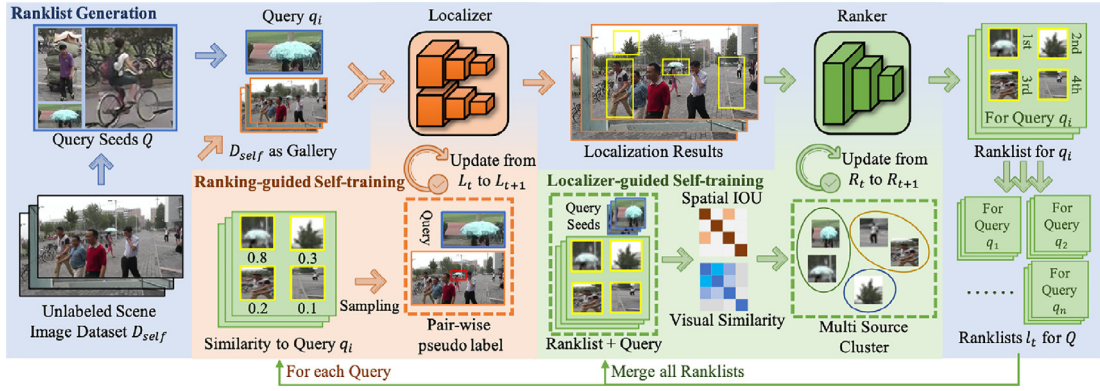 Ranklist Generation
Query q_i
Localizer
Ranker
1st
2nd
3rd
4th
For Query q_i
Query Seeds Q
D_self as Gallery
Localization Results
Ranklist for q_i
Update from
L_t to L_{t+1}
Update from
R_t to R_{t+1}
Ranking-guided Self-training
Localizer-guided Self-training
Query
Query
Seeds
Spatial IOU
0.8
0.3
0.2
0.1
Sampling
For
Query
q_1
For
Query
q_2
For
Query
q_n
......
Unlabeled Scene
Image Dataset D_self
Similarity to Query q_i
Pair-wise
pseudo label
Ranklist + Query
Visual Similarity
Multi Source
Cluster
Ranklists l_t for Q
For each Query
Merge all Ranklists